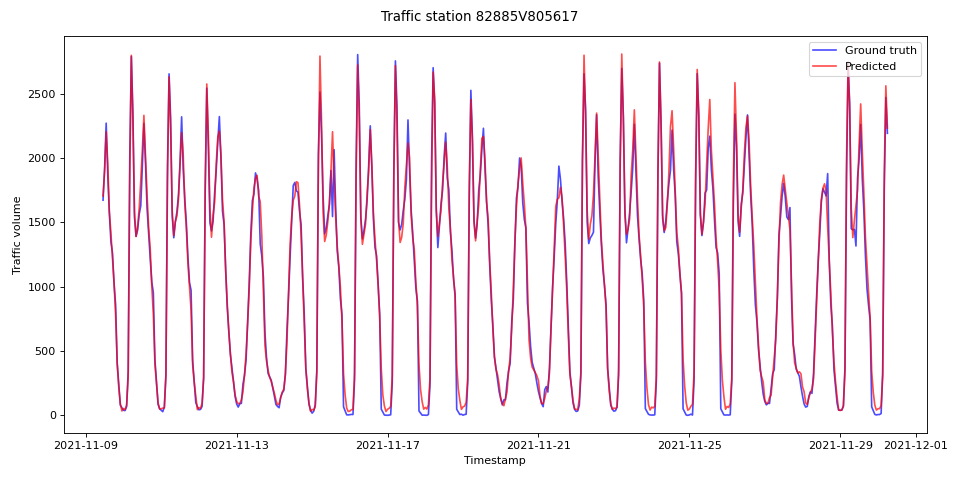 Traffic station 82885V805617
Ground truth
Predicted
Traffic volume
2500
2000
1500
1000
500
0
2021-11-09
2021-11-13
2021-11-17
2021-11-21
2021-11-25
2021-11-29
2021-12-01
Timestamp